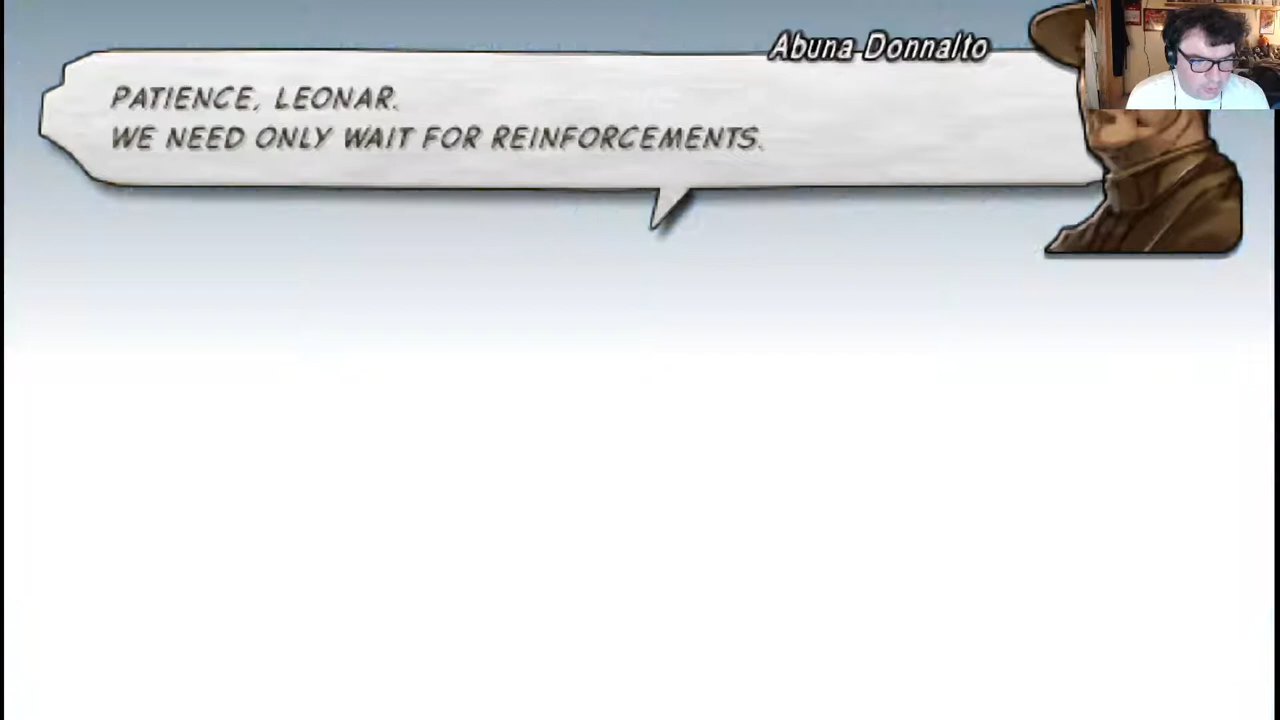 Abuna Donnalto
PATIENCE, LEONAR.
WE NEED ONLY WAIT FOR REINFORCEMENTS.